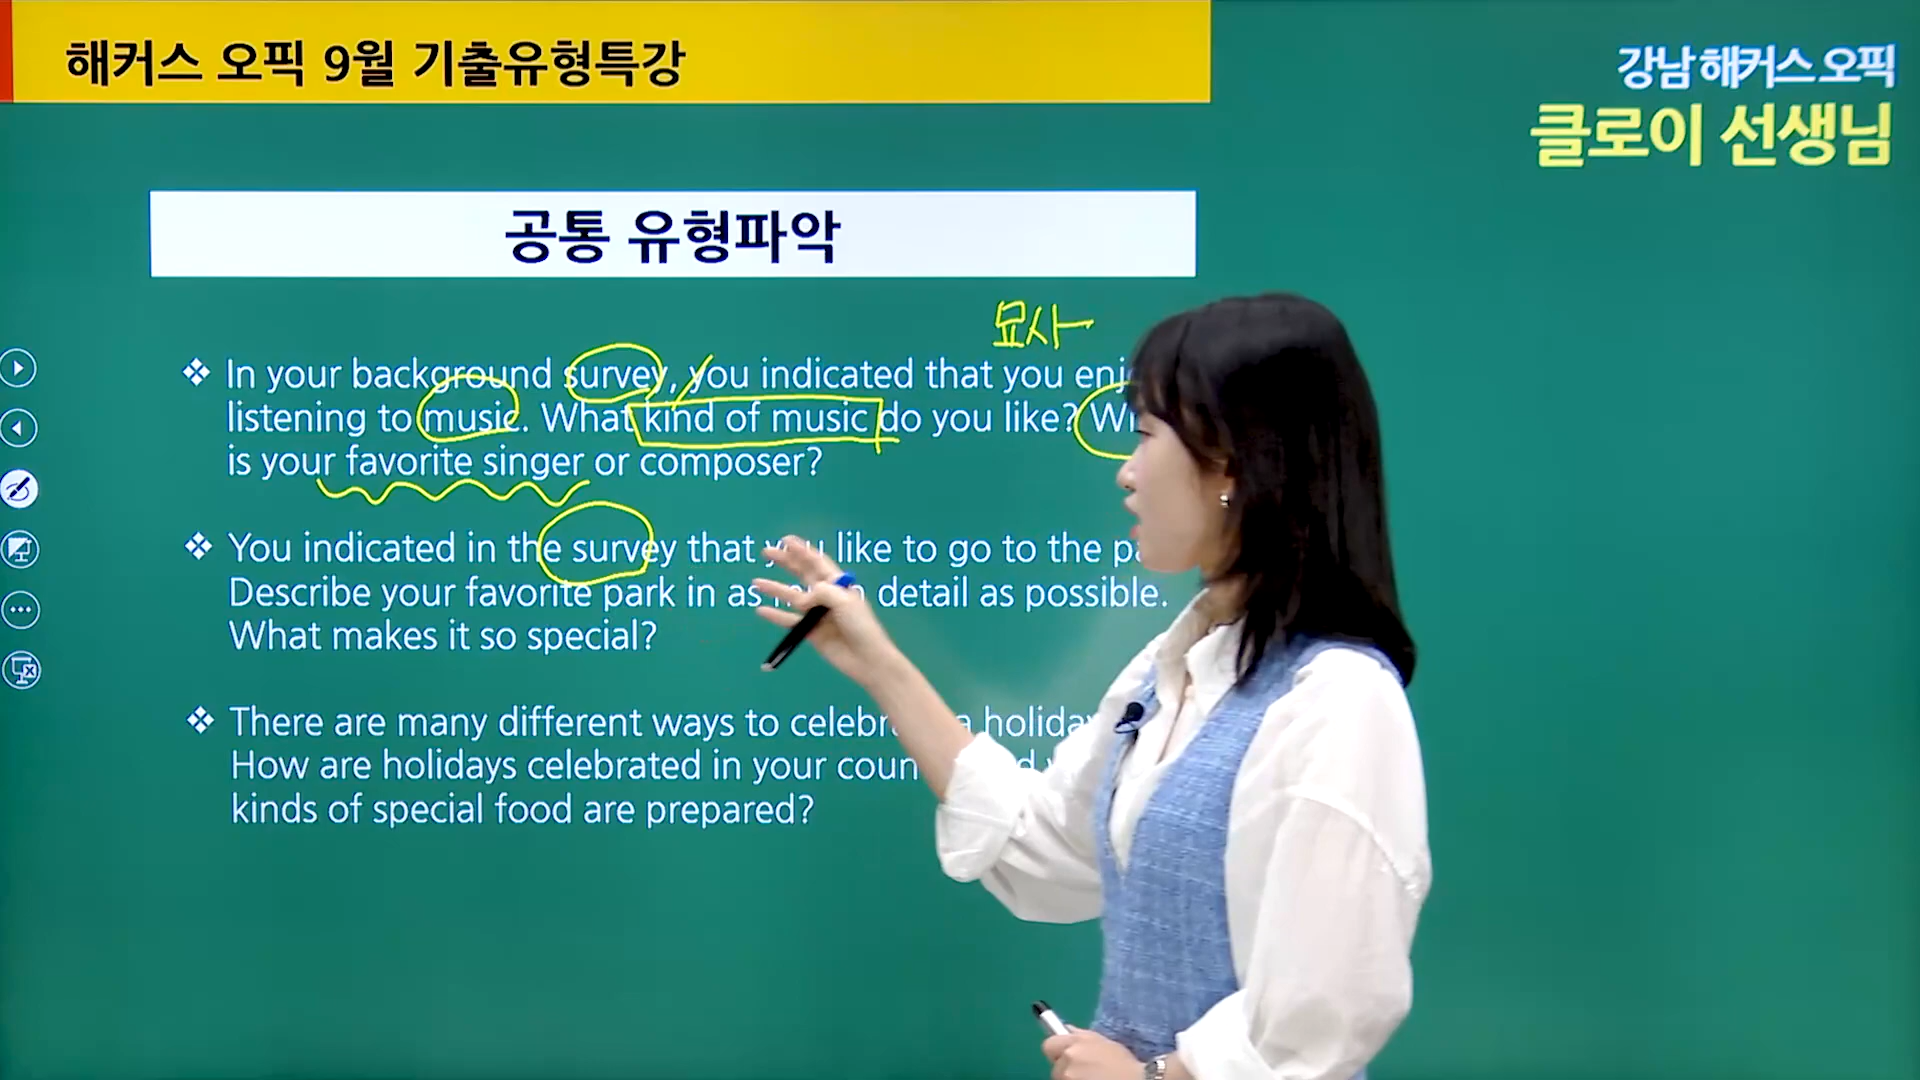 해커스 오픽 9월 기출유형특강
강남 해커스 오픽
클로이 선생님
공통 유형파악
묘사
❖ In your background survey, you indicated that you
listening to music. What kind of music do you like?
is your favorite singer or composer?
❖ You indicated in the survey that you like to go to the
Describe your favorite park in as detail as possible.
What makes it so special?
❖ There are many different ways to a
How are holidays celebrated in your
kinds of special food are prepared?